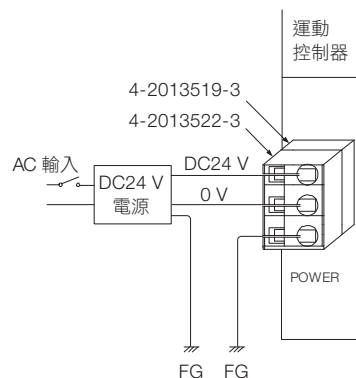 運動
控制器
4-2013519-3
4-2013522-3
AC 輸入
DC24 V
DC24 V
電源
0 V
POWER
FG
FG